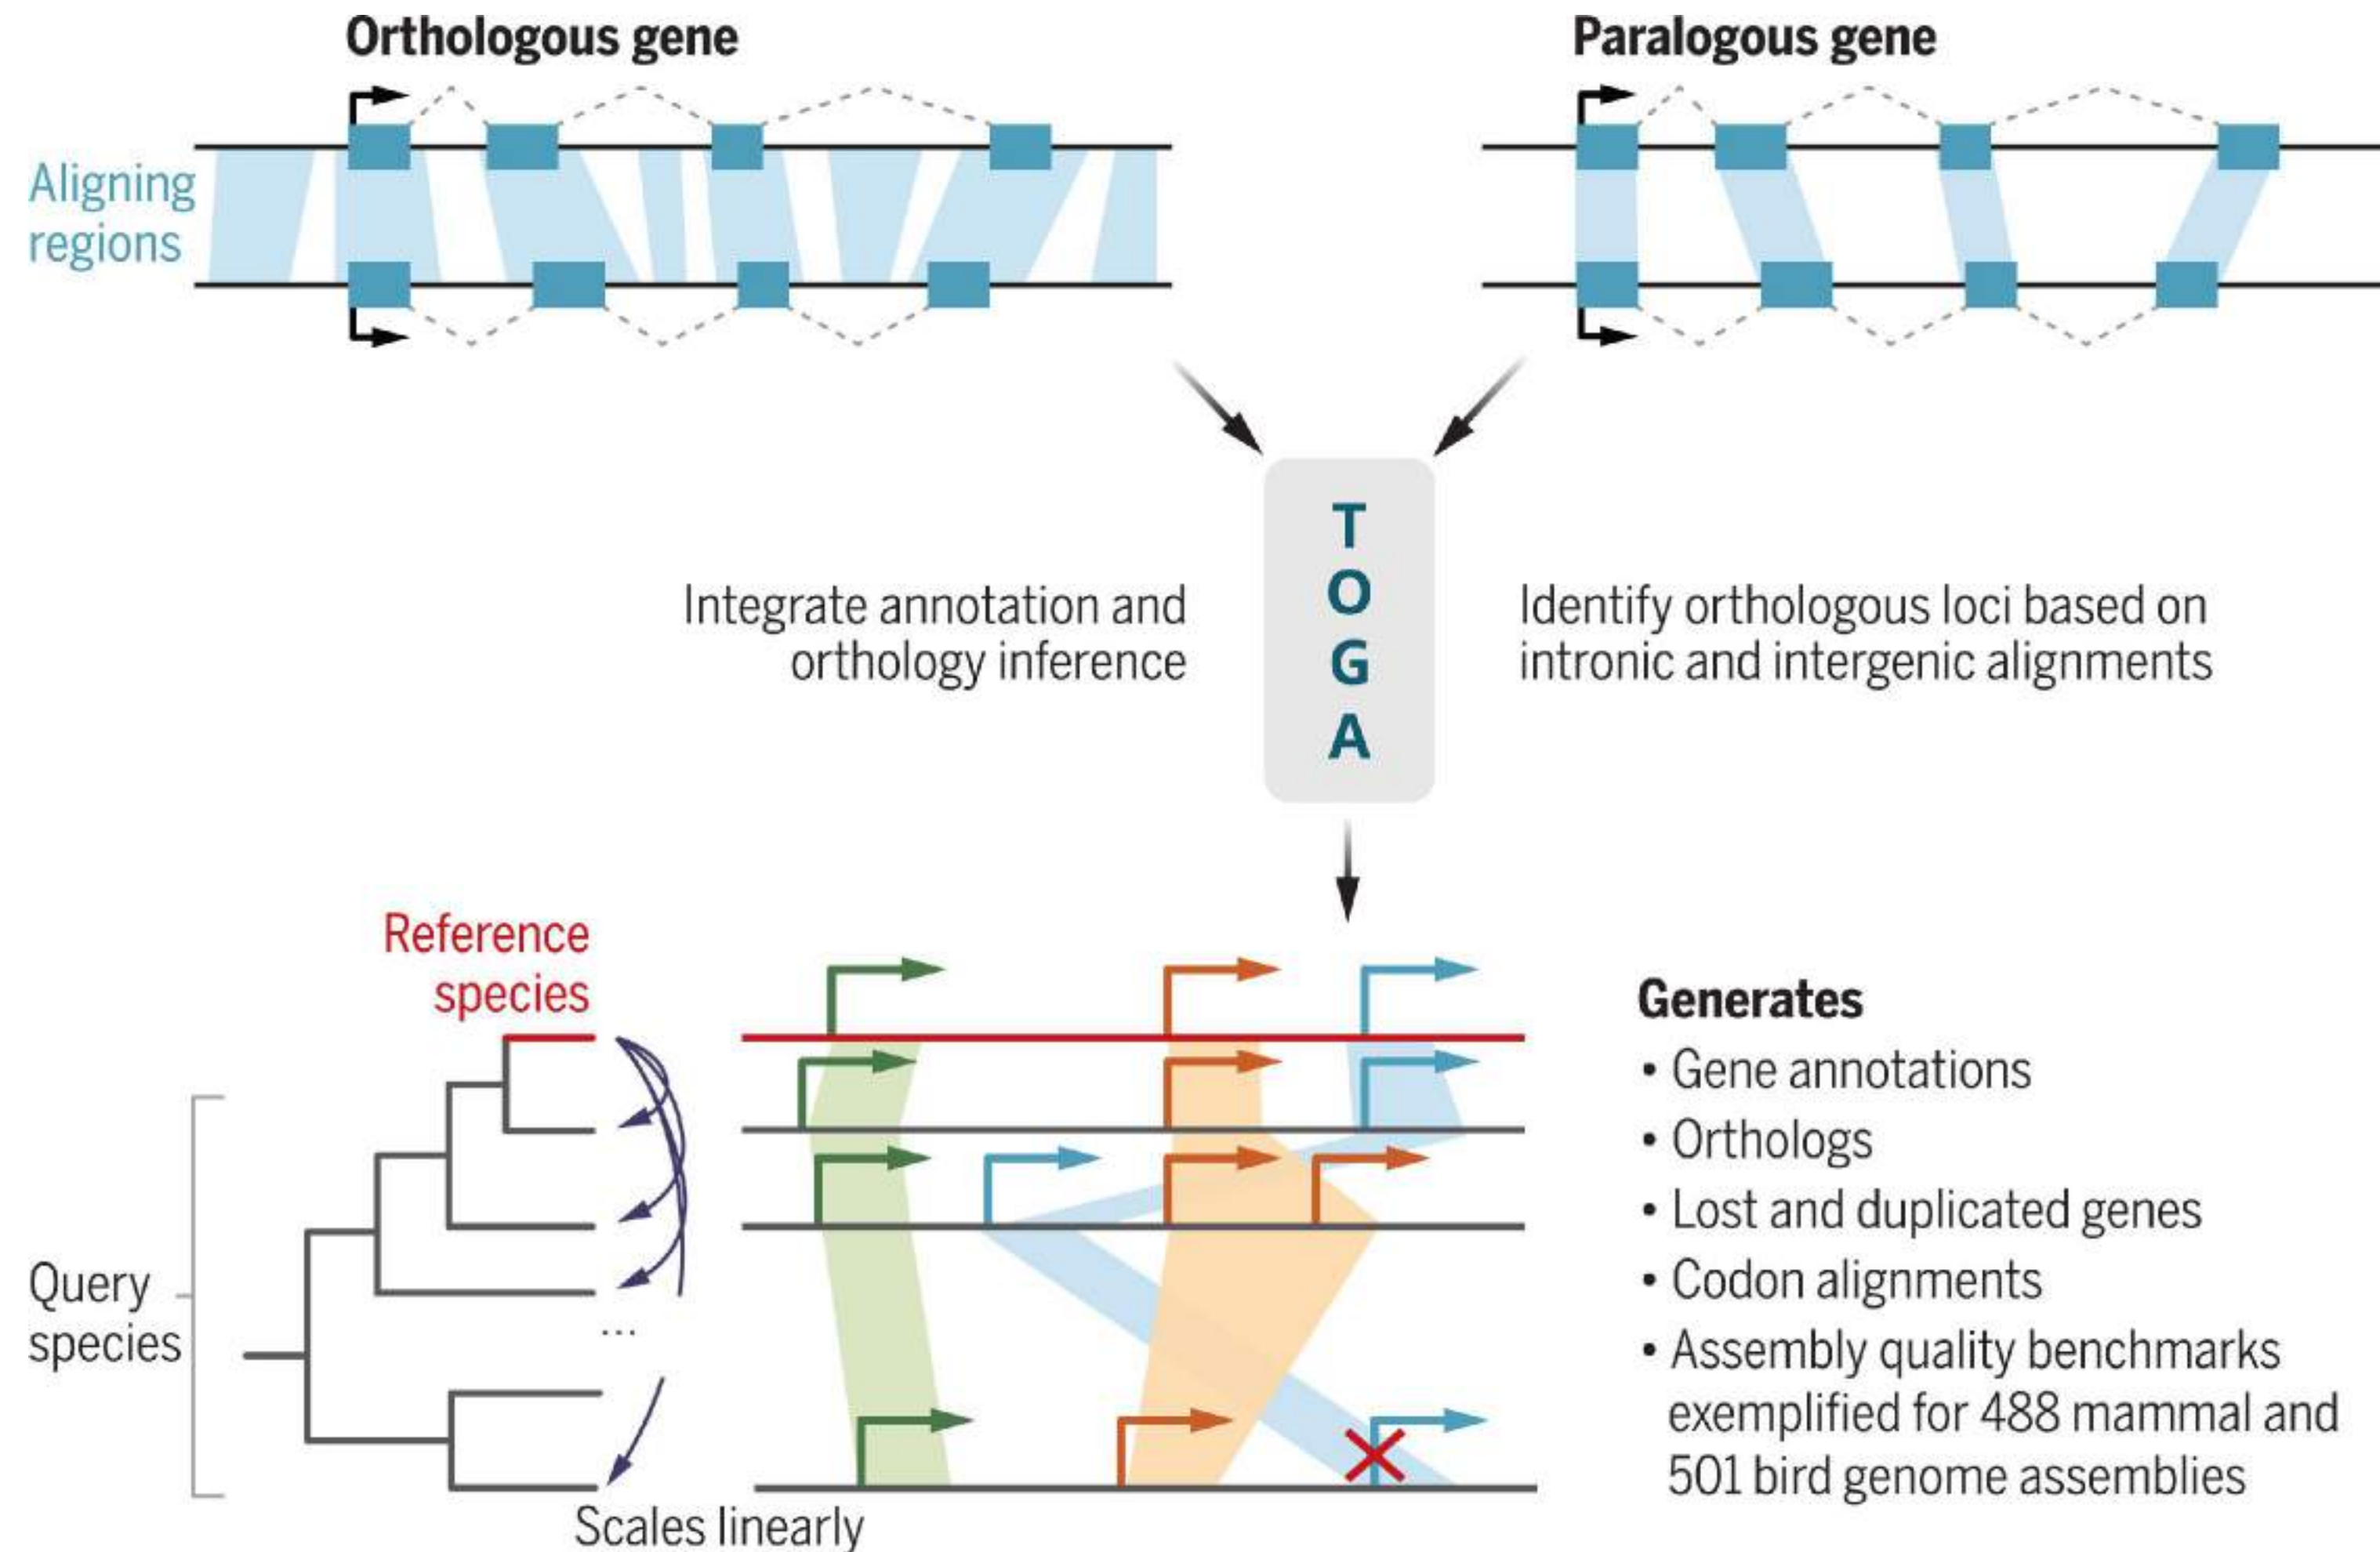 Orthologous gene
Paralogous gene
Aligning
regions
T
O
G
A
Integrate annotation and
orthology inference
Identify orthologous loci based on
intronic and intergenic alignments
Reference
species
Query
species
...
Scales linearly
Generates
• Gene annotations
• Orthologs
• Lost and duplicated genes
• Codon alignments
• Assembly quality benchmarks
exemplified for 488 mammal and
501 bird genome assemblies